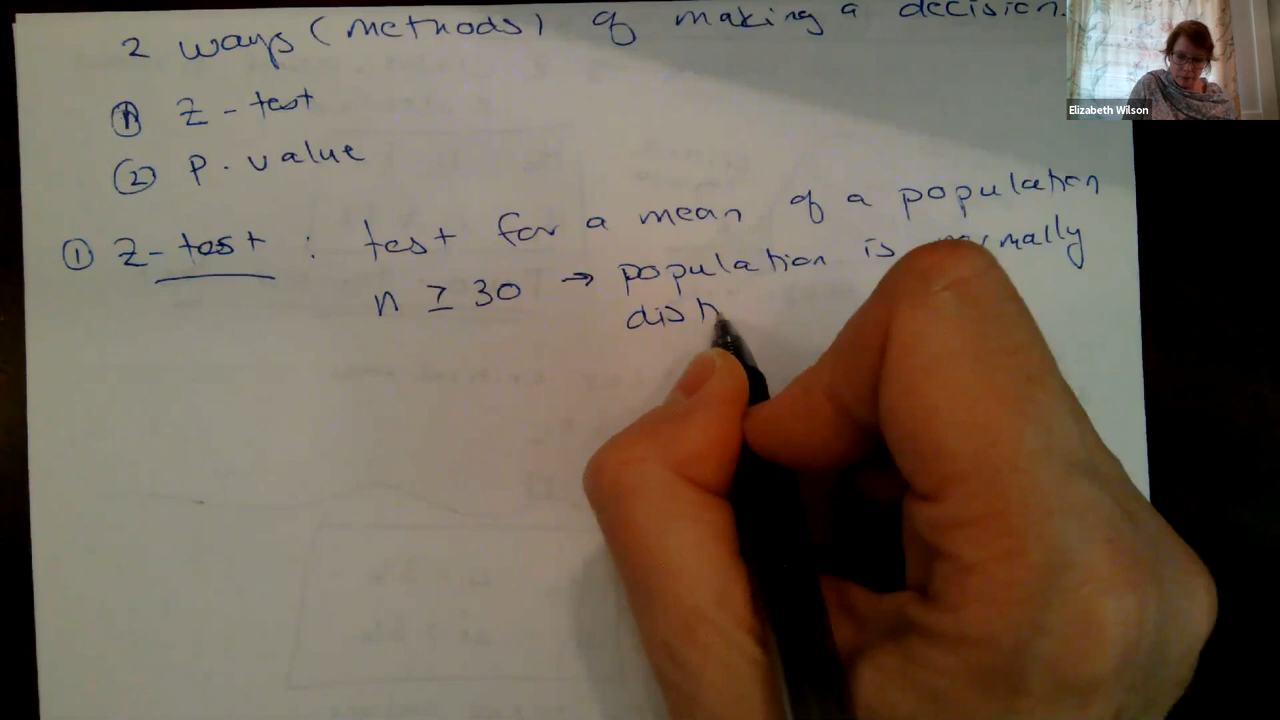 2 ways (methods) of making a decision.
Elizabeth Wilson
① Z-test
② P. value
① Z-test : test for a mean of a population
n ≥ 30 → population is normally
dist